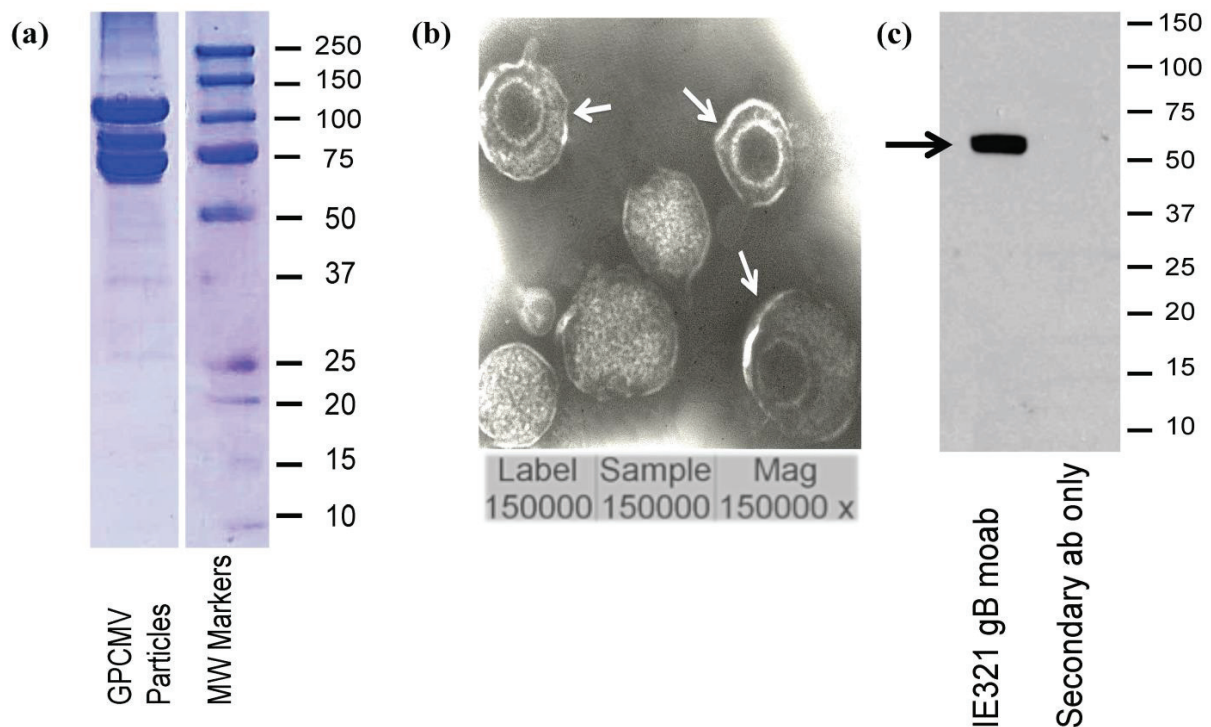 (a)
250
150
100
75
50
37
25
20
15
10
GPCMV
Particles
MW Markers
(b)
Label Sample Mag
150000 150000 150000 x
(c)
150
100
75
50
37
25
20
15
10
IE321 gB moab
Secondary ab only